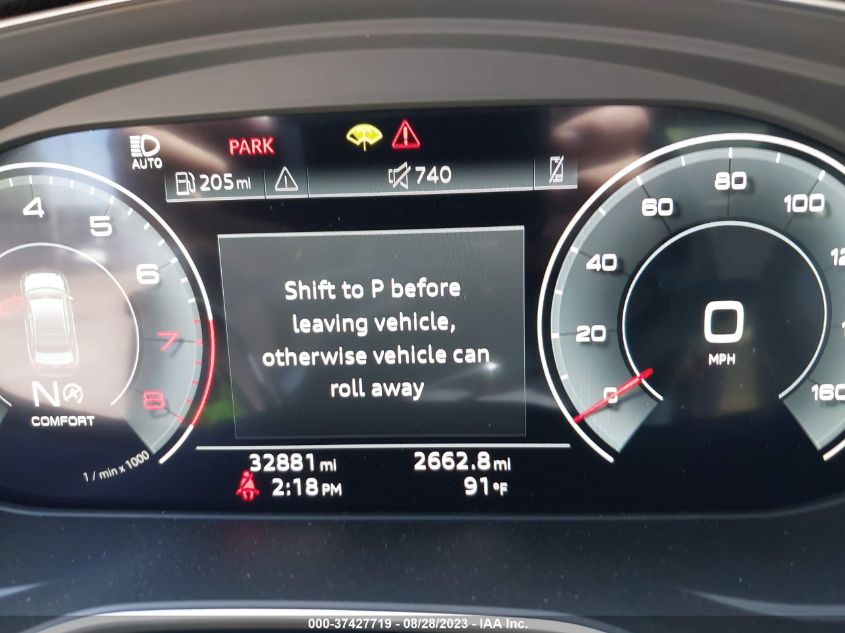 AUTO
PARK
205 mi
740
4
5
6
7
8
N
COMFORT
1 / min x 1000
Shift to P before
leaving vehicle,
otherwise vehicle can
roll away
0
20
40
60
80
100
160
0
MPH
32881 mi
2662.8 mi
2:18 PM
91 °F
000-37427719 - 08/28/2023 - IAA Inc.